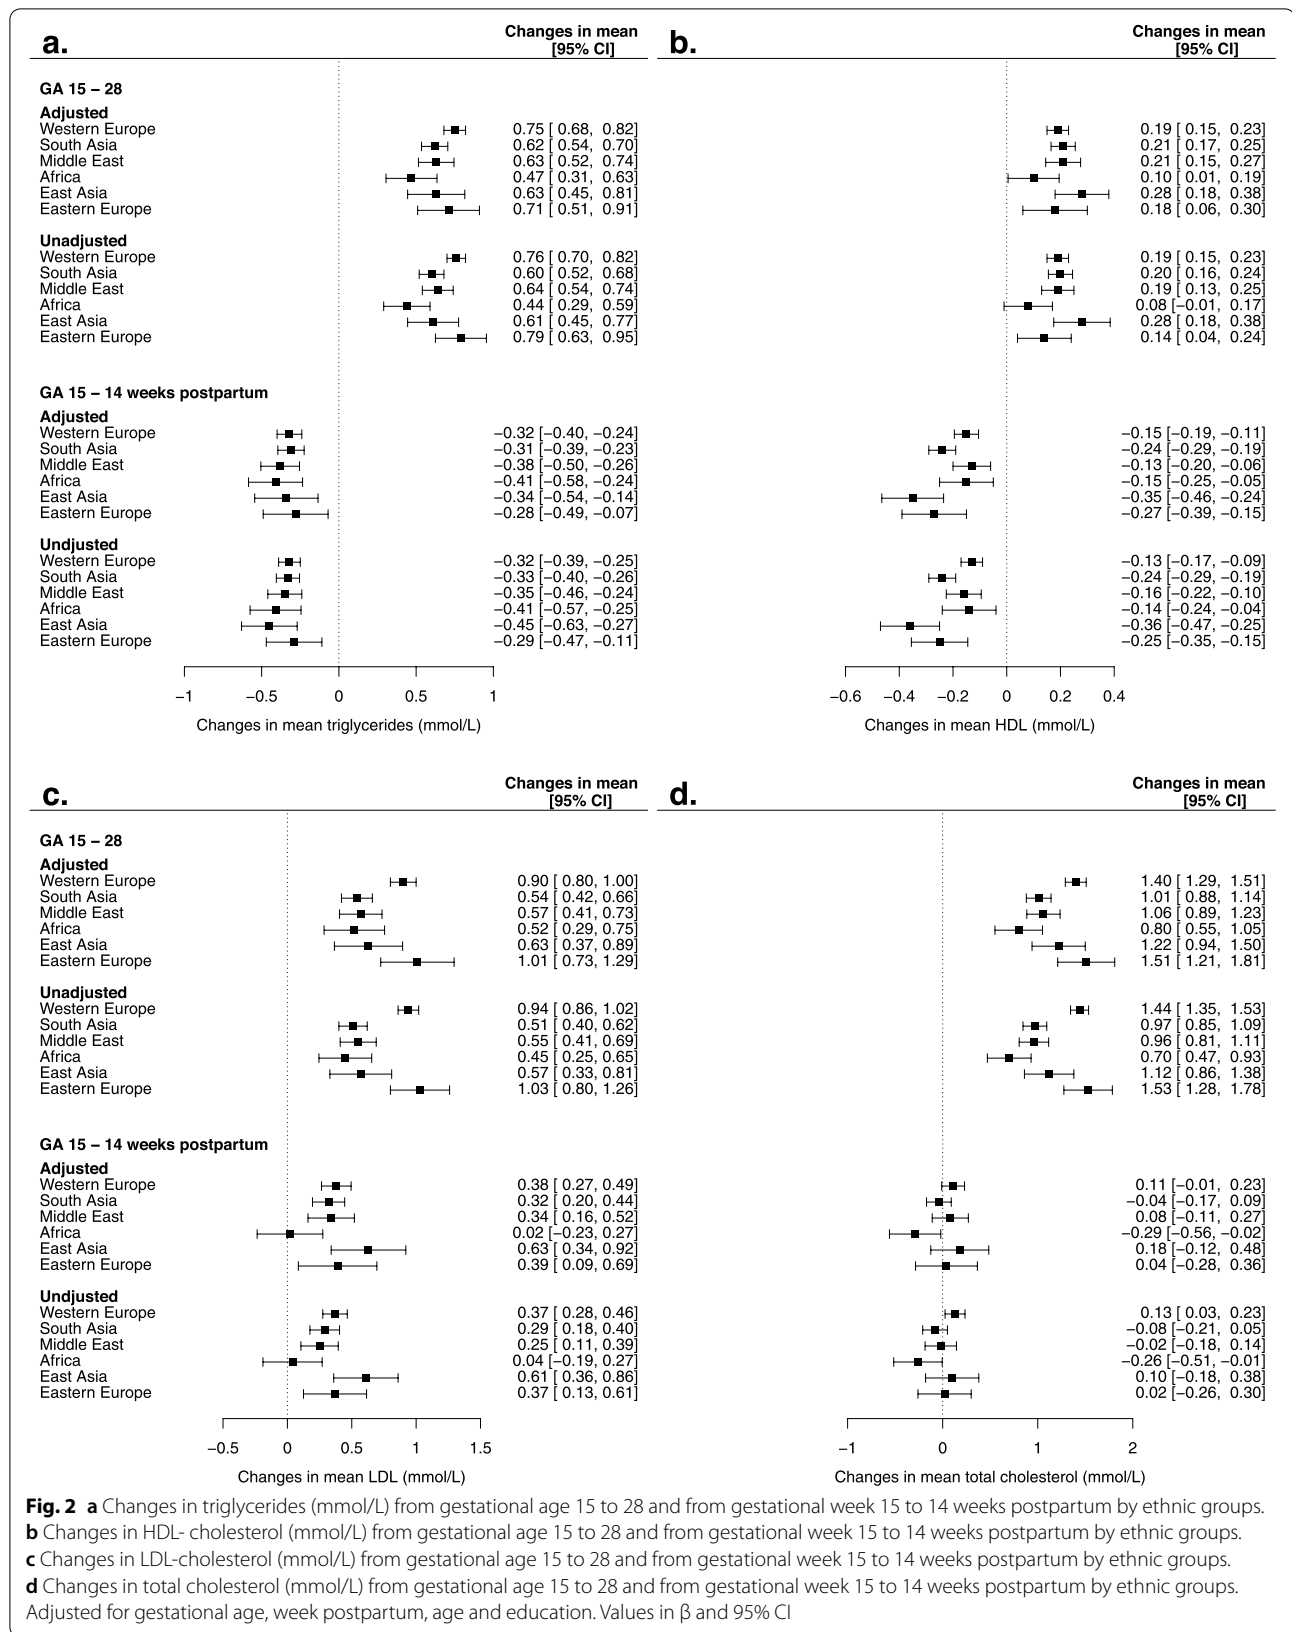 a.
Changes in mean
[95% CI]
GA 15 – 28
Adjusted
Western Europe 0.75 [ 0.68, 0.82]
South Asia 0.62 [ 0.54, 0.70]
Middle East 0.63 [ 0.52, 0.74]
Africa 0.47 [ 0.31, 0.63]
East Asia 0.63 [ 0.45, 0.81]
Eastern Europe 0.71 [ 0.51, 0.91]
Unadjusted
Western Europe 0.76 [ 0.70, 0.82]
South Asia 0.60 [ 0.52, 0.68]
Middle East 0.64 [ 0.54, 0.74]
Africa 0.44 [ 0.29, 0.59]
East Asia 0.61 [ 0.45, 0.77]
Eastern Europe 0.79 [ 0.63, 0.95]
GA 15 – 14 weeks postpartum
Adjusted
Western Europe −0.32 [−0.40, −0.24]
South Asia −0.31 [−0.39, −0.23]
Middle East −0.38 [−0.50, −0.26]
Africa −0.41 [−0.58, −0.24]
East Asia −0.34 [−0.54, −0.14]
Eastern Europe −0.28 [−0.49, −0.07]
Undjusted
Western Europe −0.32 [−0.39, −0.25]
South Asia −0.33 [−0.40, −0.26]
Middle East −0.35 [−0.46, −0.24]
Africa −0.41 [−0.57, −0.25]
East Asia −0.45 [−0.63, −0.27]
Eastern Europe −0.29 [−0.47, −0.11]
−1 −0.5 0 0.5 1
Changes in mean triglycerides (mmol/L)
b.
Changes in mean
[95% CI]
0.19 [ 0.15, 0.23]
0.21 [ 0.17, 0.25]
0.21 [ 0.15, 0.27]
0.10 [ 0.01, 0.19]
0.28 [ 0.18, 0.38]
0.18 [ 0.06, 0.30]
0.19 [ 0.15, 0.23]
0.20 [ 0.16, 0.24]
0.19 [ 0.13, 0.25]
0.08 [−0.01, 0.17]
0.28 [ 0.18, 0.38]
0.14 [ 0.04, 0.24]
−0.15 [−0.19, −0.11]
−0.24 [−0.29, −0.19]
−0.13 [−0.20, −0.06]
−0.15 [−0.25, −0.05]
−0.35 [−0.46, −0.24]
−0.27 [−0.39, −0.15]
−0.13 [−0.17, −0.09]
−0.24 [−0.29, −0.19]
−0.16 [−0.22, −0.10]
−0.14 [−0.24, −0.04]
−0.36 [−0.47, −0.25]
−0.25 [−0.35, −0.15]
−0.6 −0.4 −0.2 0 0.2 0.4
Changes in mean HDL (mmol/L)
c.
Changes in mean
[95% CI]
GA 15 – 28
Adjusted
Western Europe 0.90 [ 0.80, 1.00]
South Asia 0.54 [ 0.42, 0.66]
Middle East 0.57 [ 0.41, 0.73]
Africa 0.52 [ 0.29, 0.75]
East Asia 0.63 [ 0.37, 0.89]
Eastern Europe 1.01 [ 0.73, 1.29]
Unadjusted
Western Europe 0.94 [ 0.86, 1.02]
South Asia 0.51 [ 0.40, 0.62]
Middle East 0.55 [ 0.41, 0.69]
Africa 0.45 [ 0.25, 0.65]
East Asia 0.57 [ 0.33, 0.81]
Eastern Europe 1.03 [ 0.80, 1.26]
GA 15 – 14 weeks postpartum
Adjusted
Western Europe 0.38 [ 0.27, 0.49]
South Asia 0.32 [ 0.20, 0.44]
Middle East 0.34 [ 0.16, 0.52]
Africa 0.02 [−0.23, 0.27]
East Asia 0.63 [ 0.34, 0.92]
Eastern Europe 0.39 [ 0.09, 0.69]
Undjusted
Western Europe 0.37 [ 0.28, 0.46]
South Asia 0.29 [ 0.18, 0.40]
Middle East 0.25 [ 0.11, 0.39]
Africa 0.04 [−0.19, 0.27]
East Asia 0.61 [ 0.36, 0.86]
Eastern Europe 0.37 [ 0.13, 0.61]
−0.5 0 0.5 1 1.5
Changes in mean LDL (mmol/L)
d.
Changes in mean
[95% CI]
1.40 [ 1.29, 1.51]
1.01 [ 0.88, 1.14]
1.06 [ 0.89, 1.23]
0.80 [ 0.55, 1.05]
1.22 [ 0.94, 1.50]
1.51 [ 1.21, 1.81]
1.44 [ 1.35, 1.53]
0.97 [ 0.85, 1.09]
0.96 [ 0.81, 1.11]
0.70 [ 0.47, 0.93]
1.12 [ 0.86, 1.38]
1.53 [ 1.28, 1.78]
0.11 [−0.01, 0.23]
−0.04 [−0.17, 0.09]
0.08 [−0.11, 0.27]
−0.29 [−0.56, −0.02]
0.18 [−0.12, 0.48]
0.04 [−0.28, 0.36]
0.13 [ 0.03, 0.23]
−0.08 [−0.21, 0.05]
−0.02 [−0.18, 0.14]
−0.26 [−0.51, −0.01]
0.10 [−0.18, 0.38]
0.02 [−0.26, 0.30]
−1 0 1 2
Changes in mean total cholesterol (mmol/L)
Fig. 2 a Changes in triglycerides (mmol/L) from gestational age 15 to 28 and from gestational week 15 to 14 weeks postpartum by ethnic groups.
b Changes in HDL- cholesterol (mmol/L) from gestational age 15 to 28 and from gestational week 15 to 14 weeks postpartum by ethnic groups.
c Changes in LDL-cholesterol (mmol/L) from gestational age 15 to 28 and from gestational week 15 to 14 weeks postpartum by ethnic groups.
d Changes in total cholesterol (mmol/L) from gestational age 15 to 28 and from gestational week 15 to 14 weeks postpartum by ethnic groups.
Adjusted for gestational age, week postpartum, age and education. Values in β and 95% CI